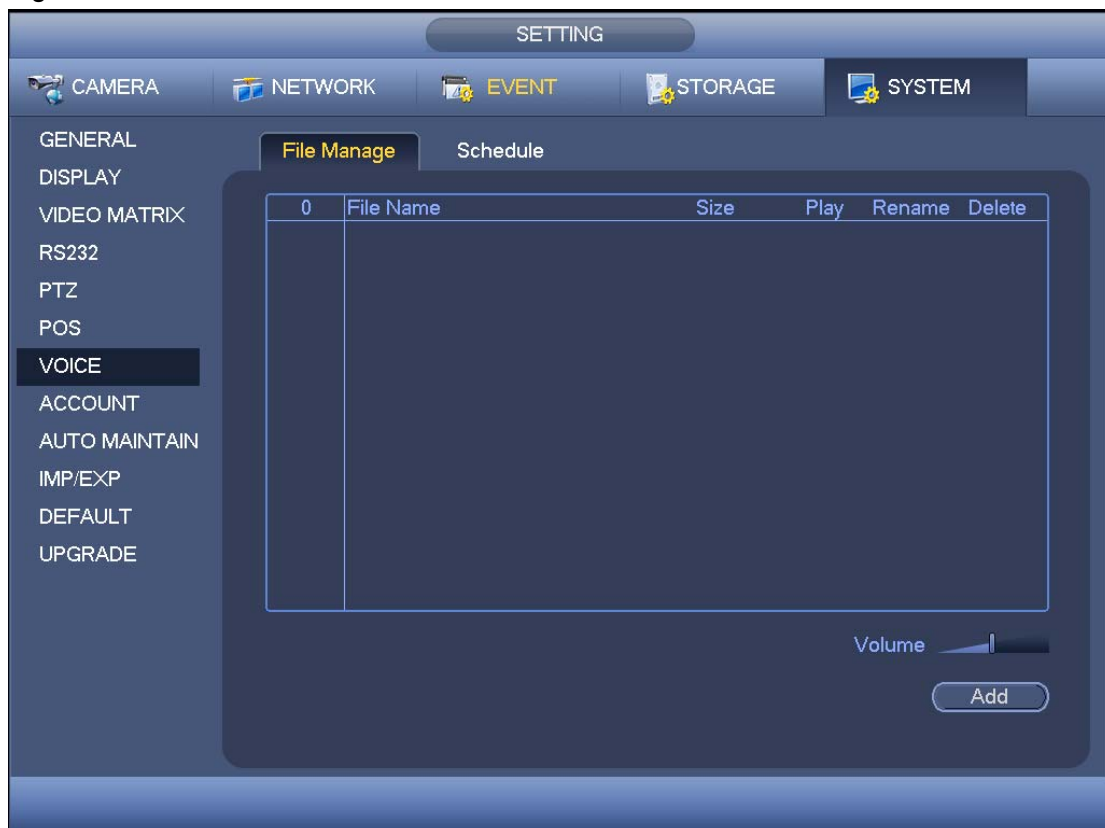 SETTING
CAMERA NETWORK EVENT STORAGE SYSTEM
GENERAL
DISPLAY
VIDEO MATRIX
RS232
PTZ
POS
VOICE
ACCOUNT
AUTO MAINTAIN
IMP/EXP
DEFAULT
UPGRADE
File Manage Schedule
0 File Name Size Play Rename Delete
Volume
Add